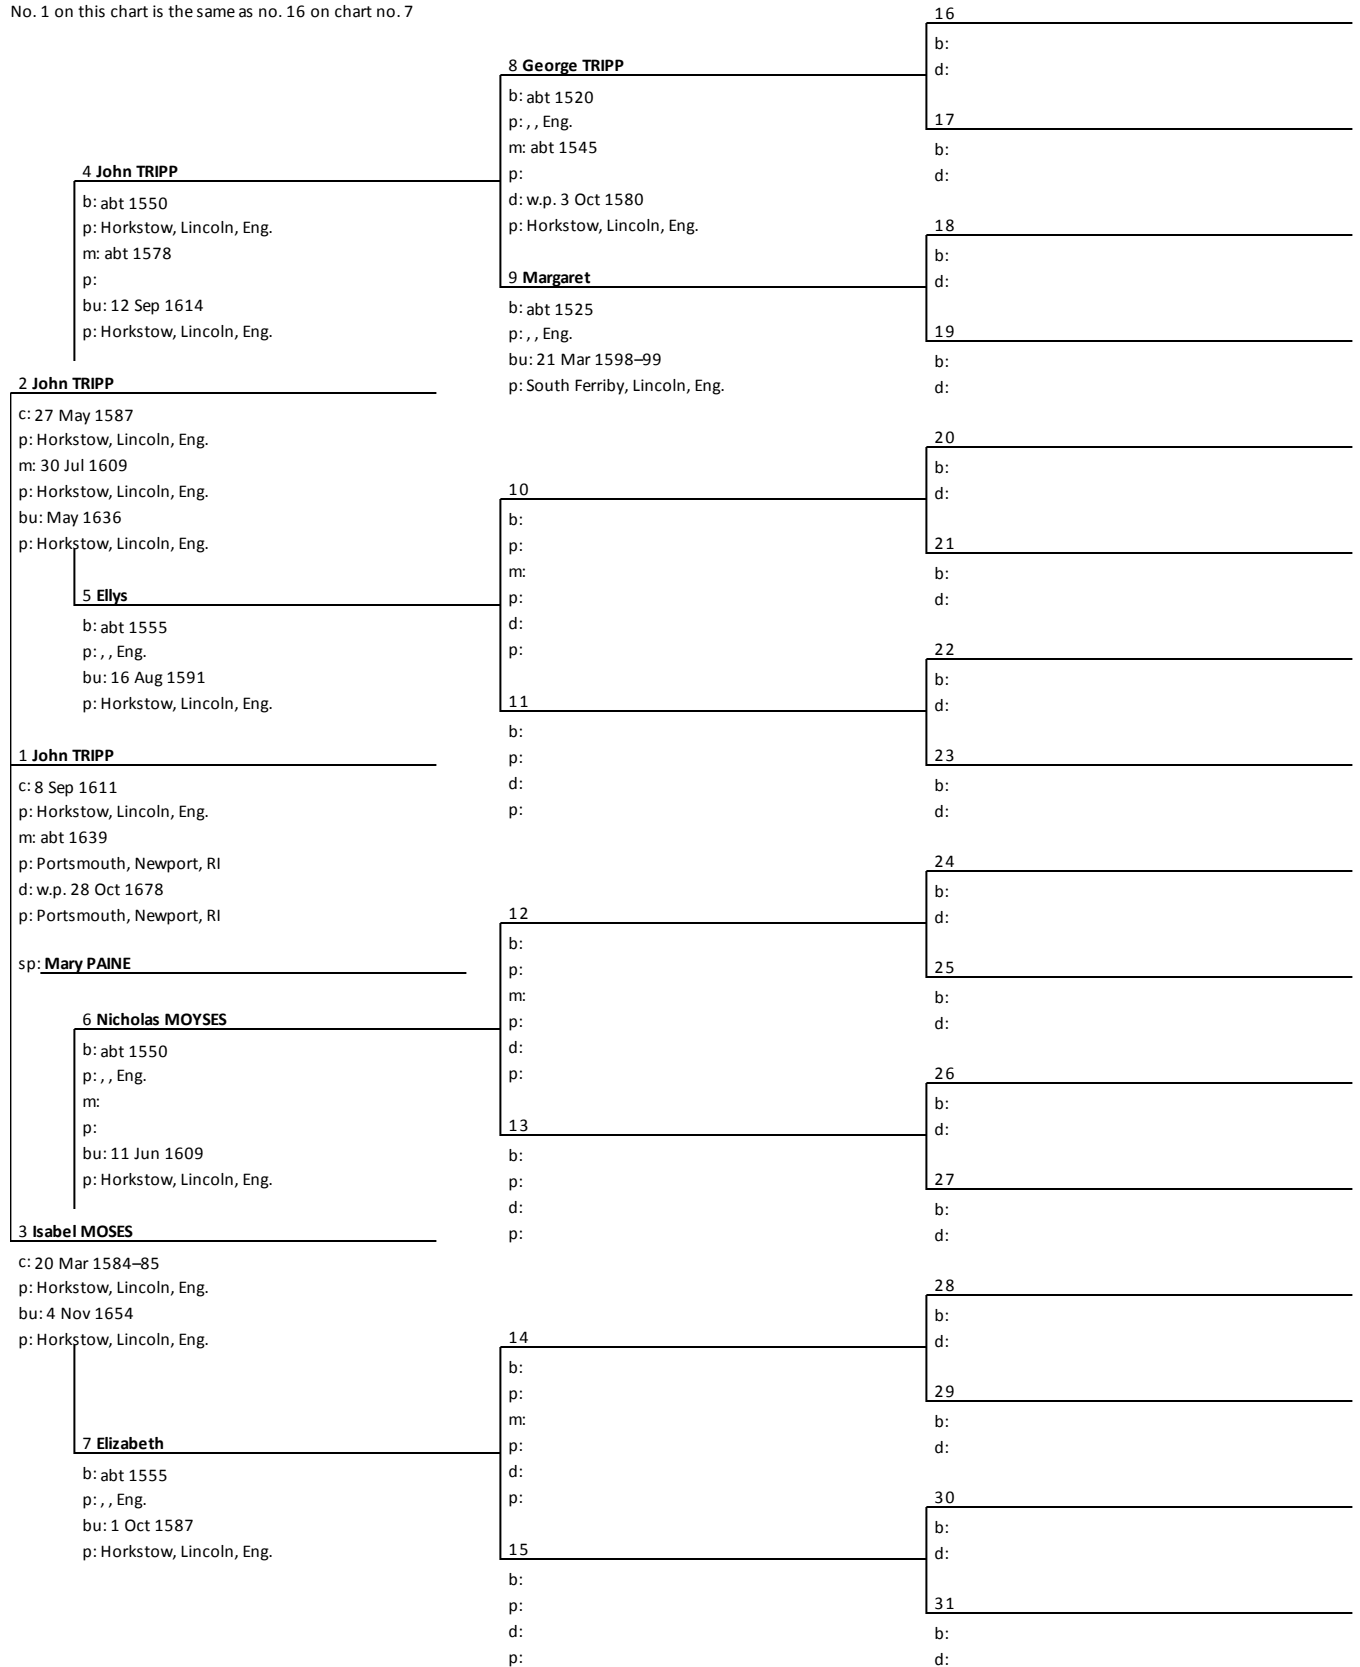 No. 1 on this chart is the same as no. 16 on chart no. 7
4 John TRIPP
b: abt 1550
p: Horkstow, Lincoln, Eng.
m: abt 1578
p:
bu: 12 Sep 1614
p: Horkstow, Lincoln, Eng.
2 John TRIPP
c: 27 May 1587
p: Horkstow, Lincoln, Eng.
m: 30 Jul 1609
p: Horkstow, Lincoln, Eng.
bu: May 1636
p: Horkstow, Lincoln, Eng.
5 Ellys
b: abt 1555
p: , , Eng.
bu: 16 Aug 1591
p: Horkstow, Lincoln, Eng.
1 John TRIPP
c: 8 Sep 1611
p: Horkstow, Lincoln, Eng.
m: abt 1639
p: Portsmouth, Newport, RI
d: w.p. 28 Oct 1678
p: Portsmouth, Newport, RI
sp: Mary PAINE
6 Nicholas MOYSES
b: abt 1550
p: , , Eng.
m:
p:
bu: 11 Jun 1609
p: Horkstow, Lincoln, Eng.
3 Isabel MOSES
c: 20 Mar 1584–85
p: Horkstow, Lincoln, Eng.
bu: 4 Nov 1654
p: Horkstow, Lincoln, Eng.
7 Elizabeth
b: abt 1555
p: , , Eng.
bu: 1 Oct 1587
p: Horkstow, Lincoln, Eng.
8 George TRIPP
b: abt 1520
p: , , Eng.
m: abt 1545
p:
d: w.p. 3 Oct 1580
p: Horkstow, Lincoln, Eng.
9 Margaret
b: abt 1525
p: , , Eng.
bu: 21 Mar 1598–99
p: South Ferriby, Lincoln, Eng.
10
b:
p:
m:
p:
d:
p:
11
b:
p:
d:
p:
12
b:
p:
m:
p:
d:
p:
13
b:
p:
d:
p:
14
b:
p:
m:
p:
d:
p:
15
b:
p:
d:
p:
16
b:
d:
17
b:
d:
18
b:
d:
19
b:
d:
20
b:
d:
21
b:
d:
22
b:
d:
23
b:
d:
24
b:
d:
25
b:
d:
26
b:
d:
27
b:
d:
28
b:
d:
29
b:
d:
30
b:
d:
31
b:
d: